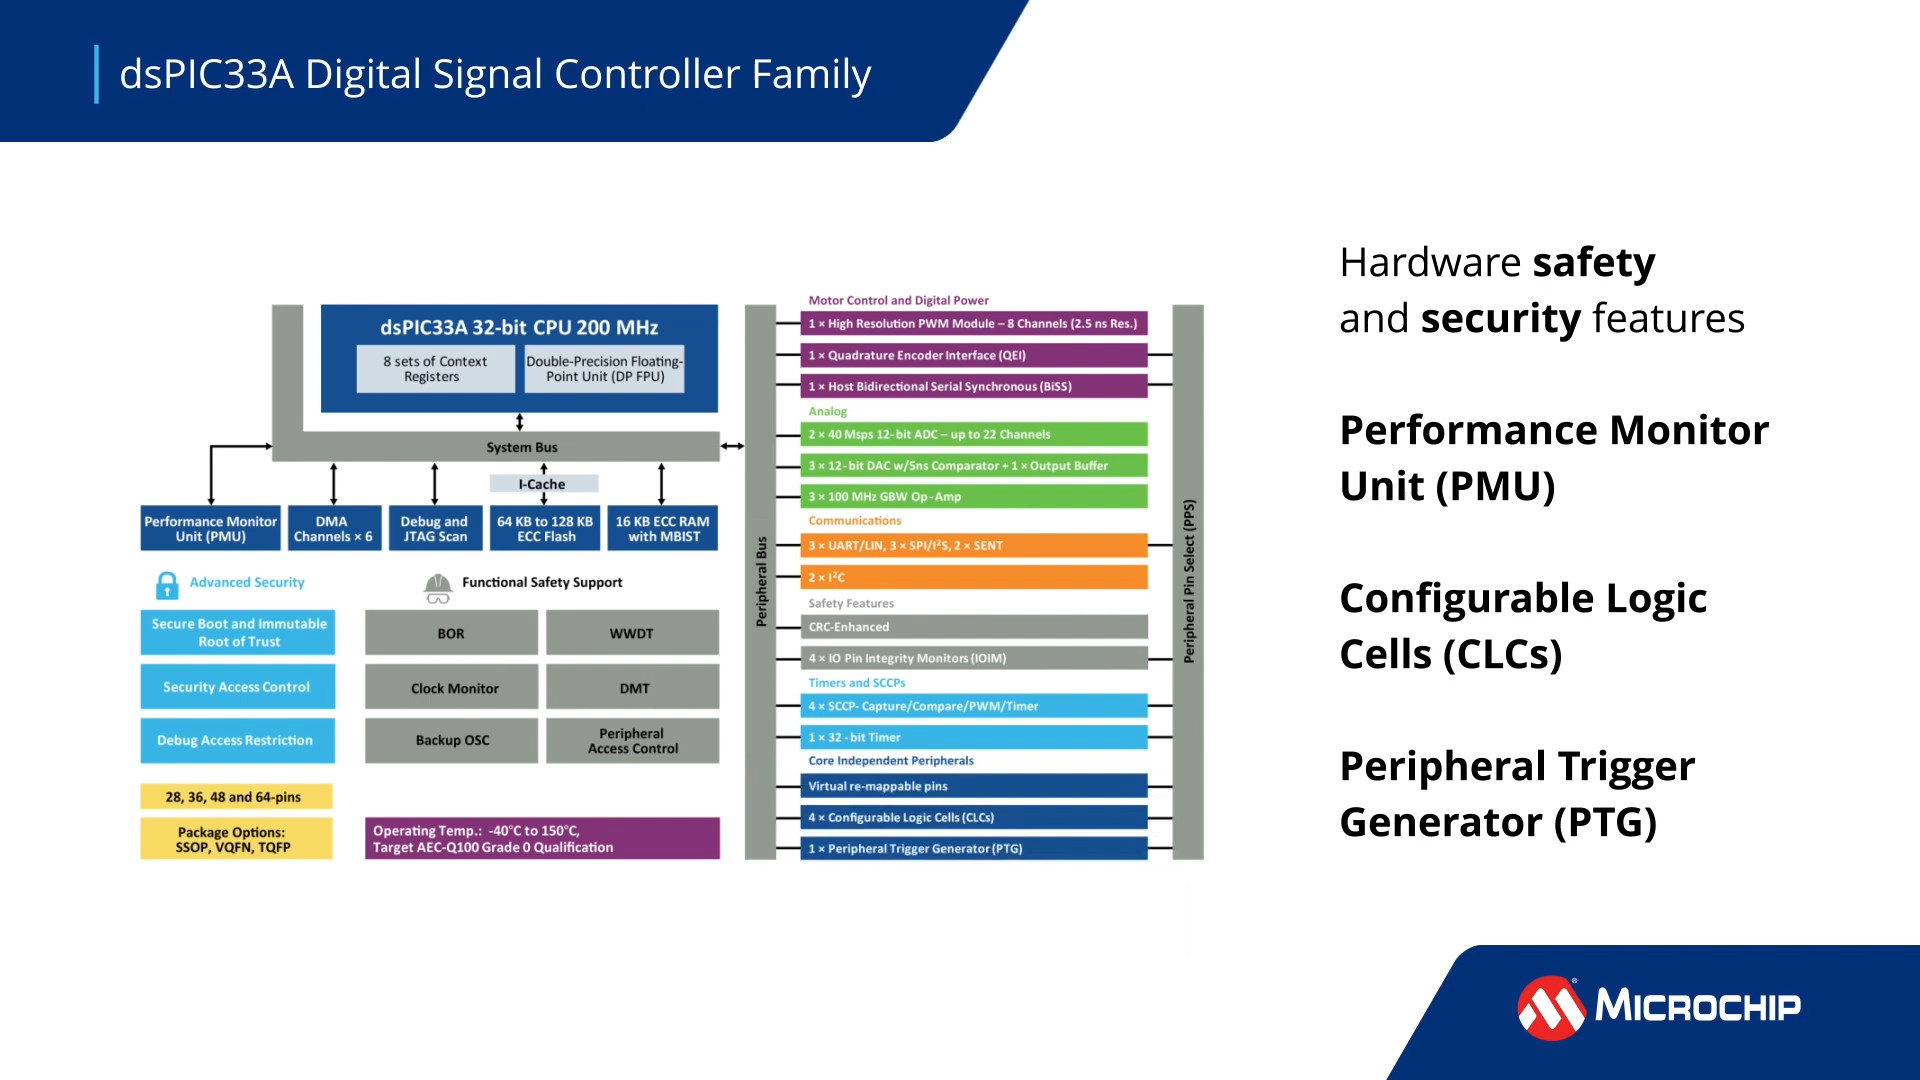 dsPIC33A Digital Signal Controller Family
dsPIC33A 32-bit CPU 200 MHz
8 sets of Context
Registers
Double-Precision Floating-
Point Unit (DP FPU)
System Bus
I-Cache
Performance Monitor
Unit (PMU)
DMA
Channels × 6
Debug and
JTAG Scan
64 KB to 128 KB
ECC Flash
16 KB ECC RAM
with MBIST
Advanced Security
Secure Boot and Immutable
Root of Trust
Security Access Control
Debug Access Restriction
Functional Safety Support
BOR
WWDT
Clock Monitor
DMT
Backup OSC
Peripheral
Access Control
28, 36, 48 and 64-pins
Package Options:
SSOP, VQFN, TQFP
Operating Temp.: -40°C to 150°C,
Target AEC-Q100 Grade 0 Qualification
Peripheral Bus
Motor Control and Digital Power
1 × High Resolution PWM Module – 8 Channels (2.5 ns Res.)
1 × Quadrature Encoder Interface (QEI)
1 × Host Bidirectional Serial Synchronous (BiSS)
Analog
2 × 40 Msps 12-bit ADC – up to 22 Channels
3 × 12-bit DAC w/5ns Comparator + 1 × Output Buffer
3 × 100 MHz GBW Op-Amp
Communications
3 × UART/LIN, 3 × SPI/I²S, 2 × SENT
2 × I²C
Safety Features
CRC-Enhanced
4 × IO Pin Integrity Monitors (IOIM)
Timers and SCCPs
4 × SCCP- Capture/Compare/PWM/Timer
1 × 32-bit Timer
Core Independent Peripherals
Virtual re-mappable pins
4 × Configurable Logic Cells (CLCs)
1 × Peripheral Trigger Generator (PTG)
Peripheral Pin Select (PPS)
Hardware safety
and security features
Performance Monitor
Unit (PMU)
Configurable Logic
Cells (CLCs)
Peripheral Trigger
Generator (PTG)
MICROCHIP